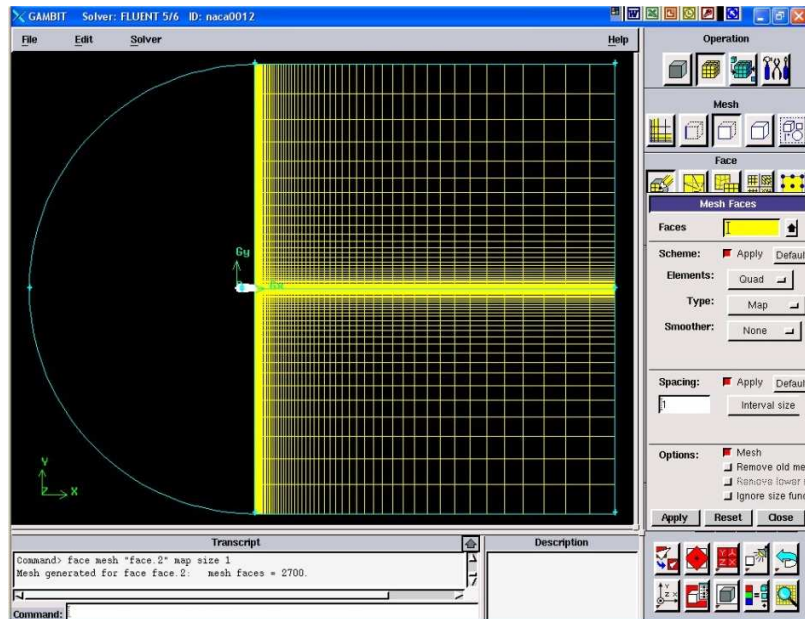 GAMBIT Solver: FLUENT 5/6 ID: naca0012
File Edit Solver Help
Operation
Mesh
Face
Mesh Faces
Faces
Scheme: Apply Defaul
Elements: Quad
Type: Map
Smoother: None
Spacing: Apply Defaul
1 Interval size
Options: Mesh
Remove old me
Remove lower
Ignore size func
Apply Reset Close
Gy
Gx
Y
Z X
Transcript Description
Command> face mesh "face.2" map size 1
Mesh generated for face face.2: mesh faces = 2700.
Command: